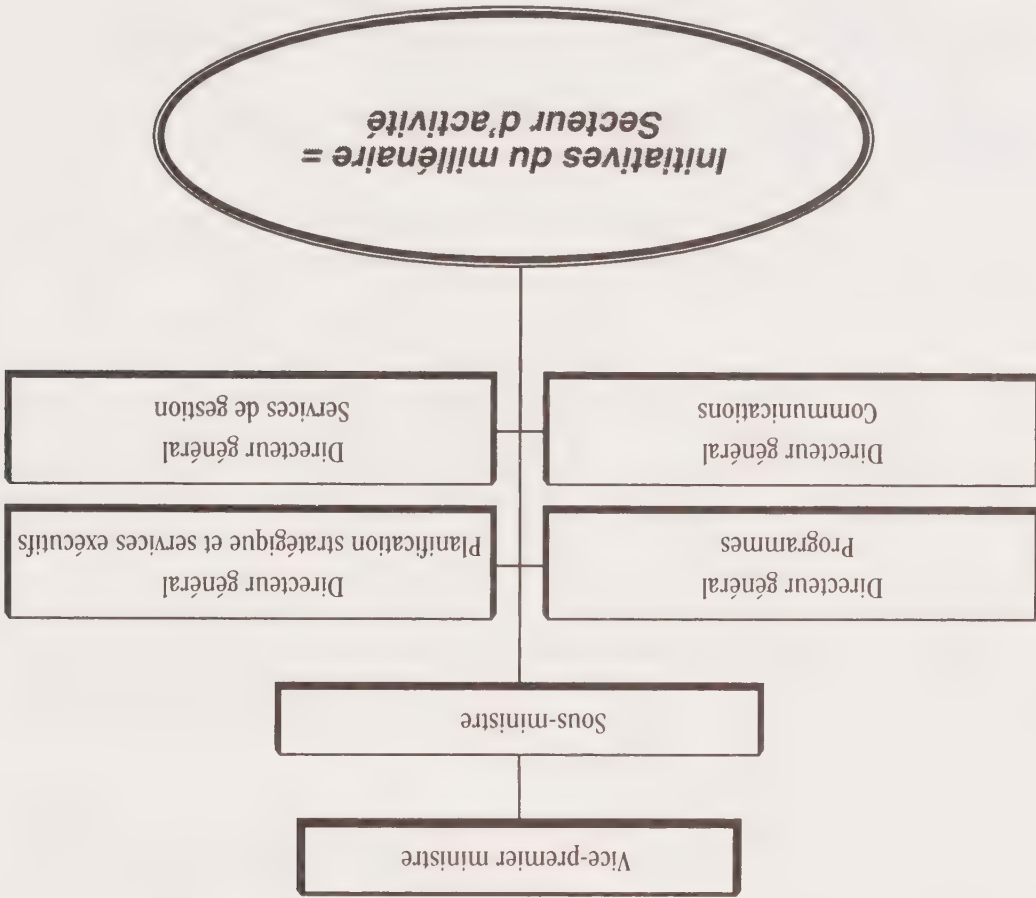 Vice-premier ministre
Sous-ministre
Directeur général
Programmes
Directeur général
Planification stratégique et services exécutifs
Directeur général
Communications
Directeur général
Services de gestion
Initiatives du millénaire =
Secteur d'activité